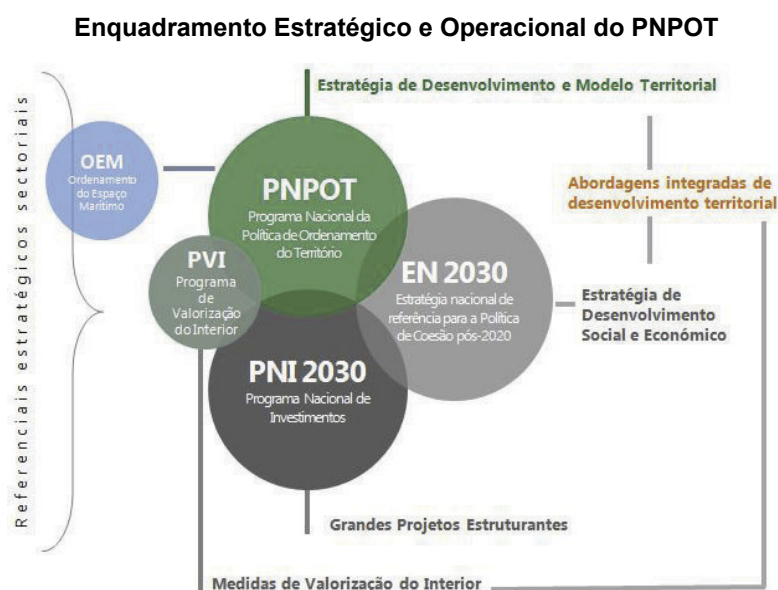 Enquadramento Estratégico e Operacional do PNPOT
Estratégia de Desenvolvimento e Modelo Territorial
Referenciais estratégicos sectoriais
OEM
Ordenamento
do Espaço
Marítimo
PNPOT
Programa Nacional da
Política de Ordenamento
do Território
Abordagens integradas de
desenvolvimento territorial
PVI
Programa
de
Valorização
do Interior
EN 2030
Estratégia nacional de
referência para a Política
de Coesão pós-2020
Estratégia de
Desenvolvimento
Social e Económico
PNI 2030
Programa Nacional de
Investimentos
Grandes Projetos Estruturantes
Medidas de Valorização do Interior